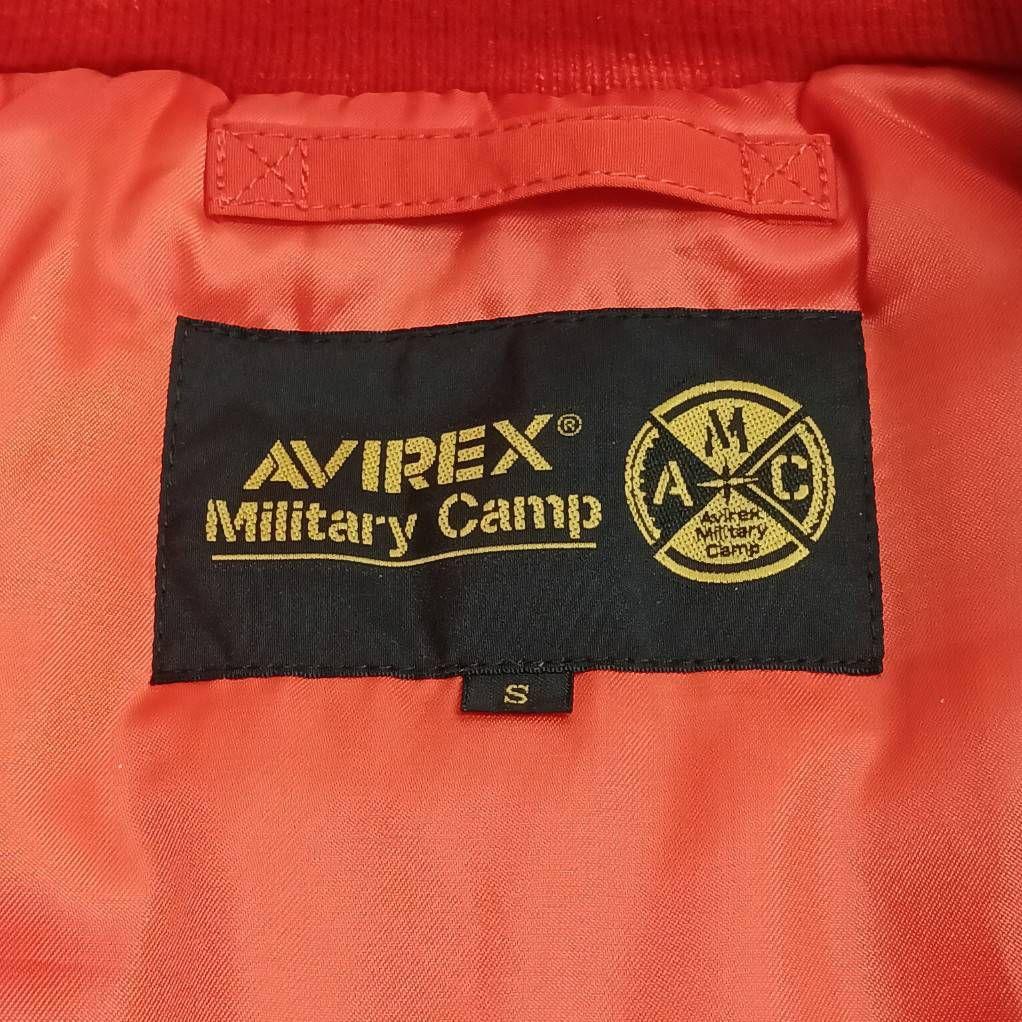 AVIREX®
Military Camp
M
A C
Avirex
Military
Camp
S